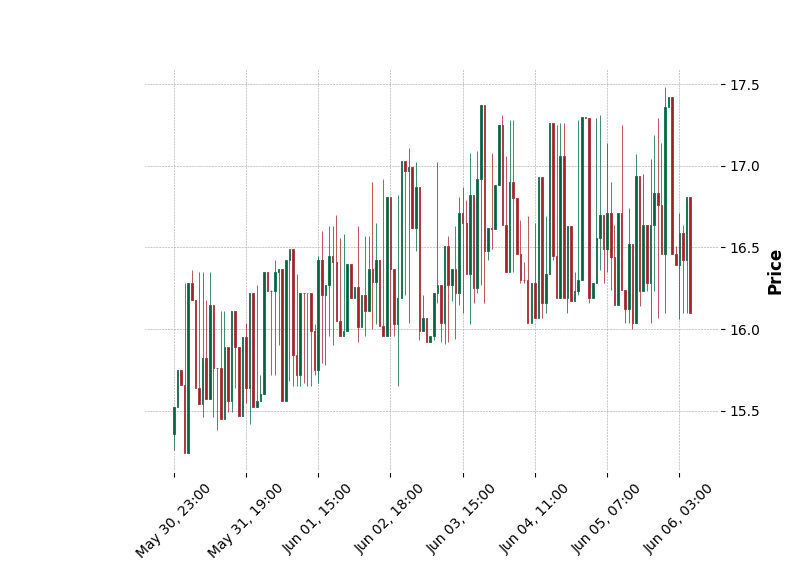 17.5
17.0
16.5
16.0
15.5
Price
May 30, 23:00
May 31, 19:00
Jun 01, 15:00
Jun 02, 18:00
Jun 03, 15:00
Jun 04, 11:00
Jun 05, 07:00
Jun 06, 03:00